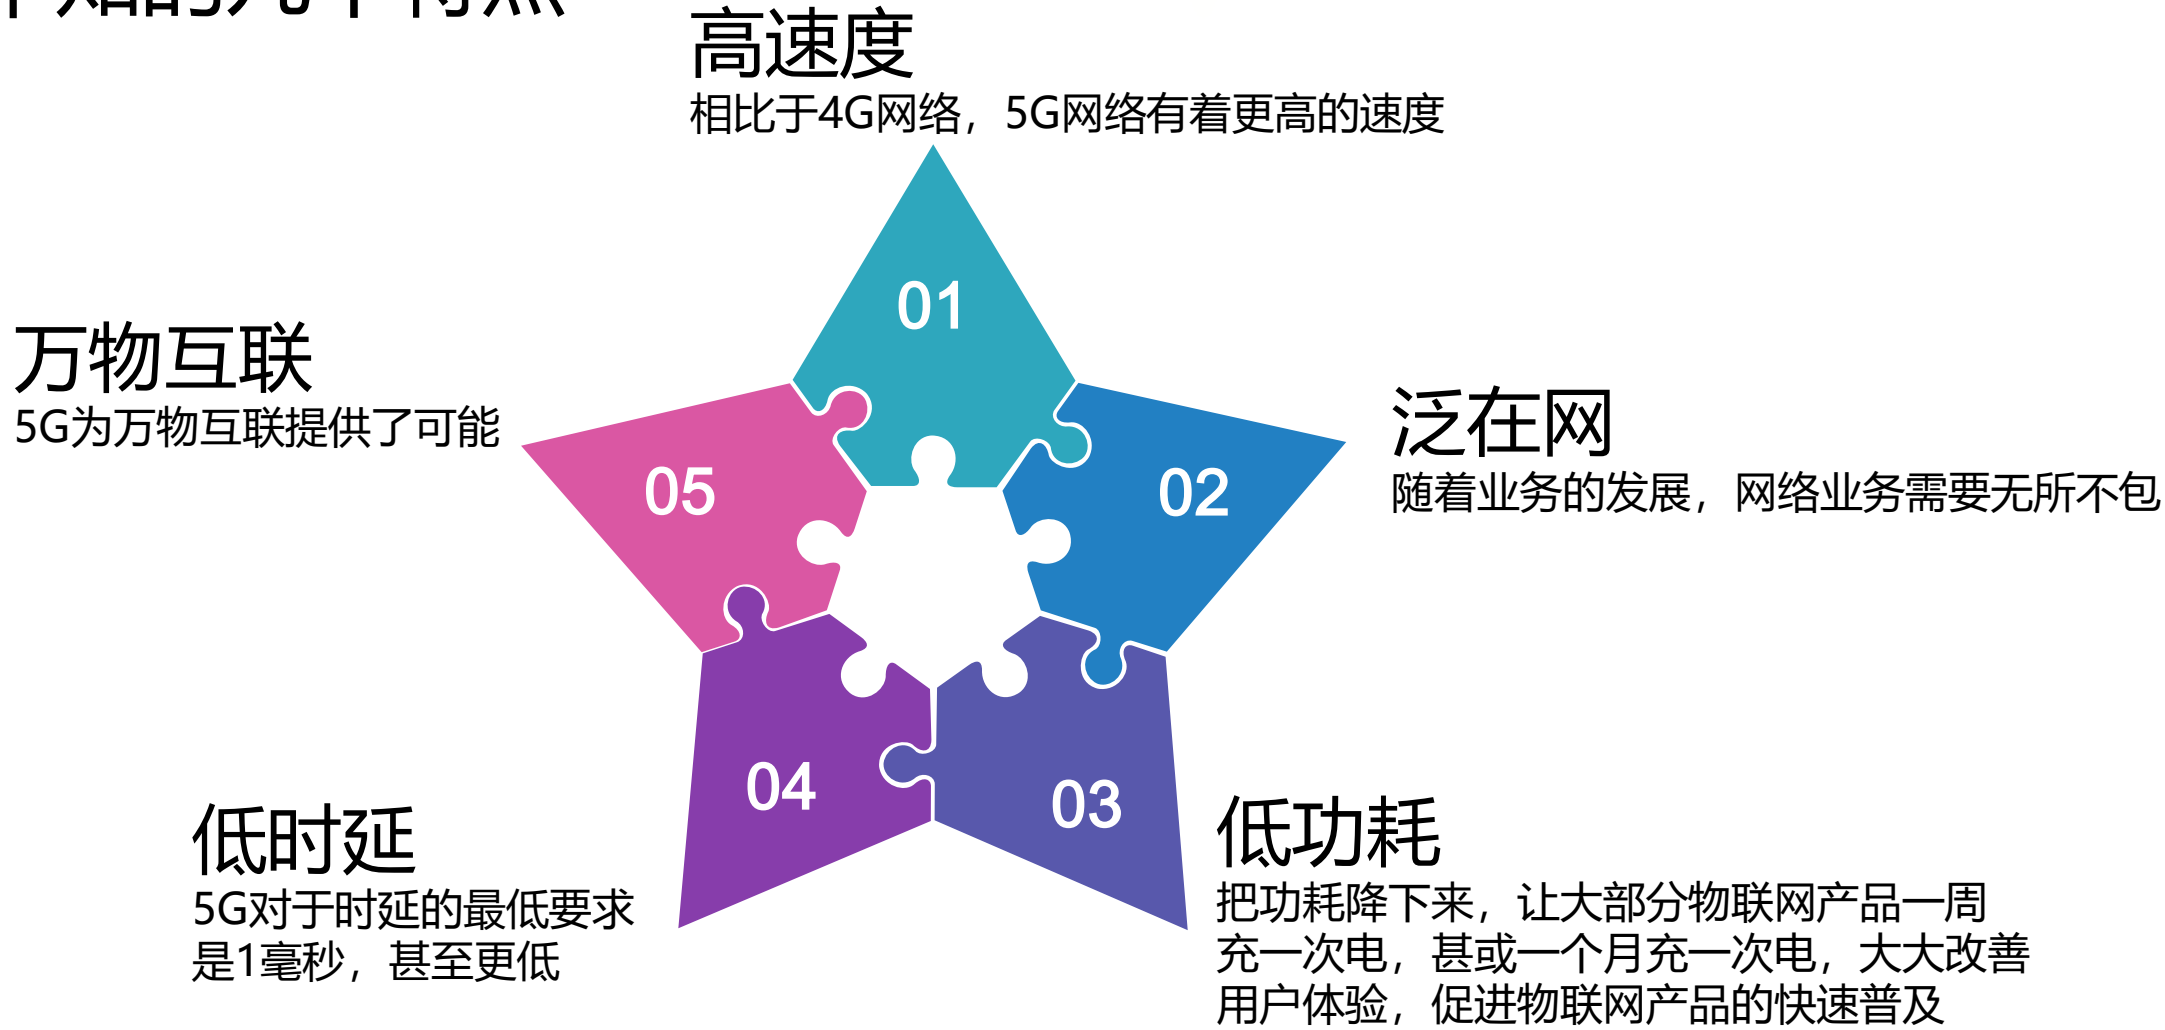 的几个特点
高速度
相比于4G网络，5G网络有着更高的速度
01
万物互联
5G为万物互联提供了可能
05
02
泛在网
随着业务的发展，网络业务需要无所不包
04
03
低时延
5G对于时延的最低要求
是1毫秒，甚至更低
低功耗
把功耗降下来，让大部分物联网产品一周
充一次电，甚或一个月充一次电，大大改善
用户体验，促进物联网产品的快速普及